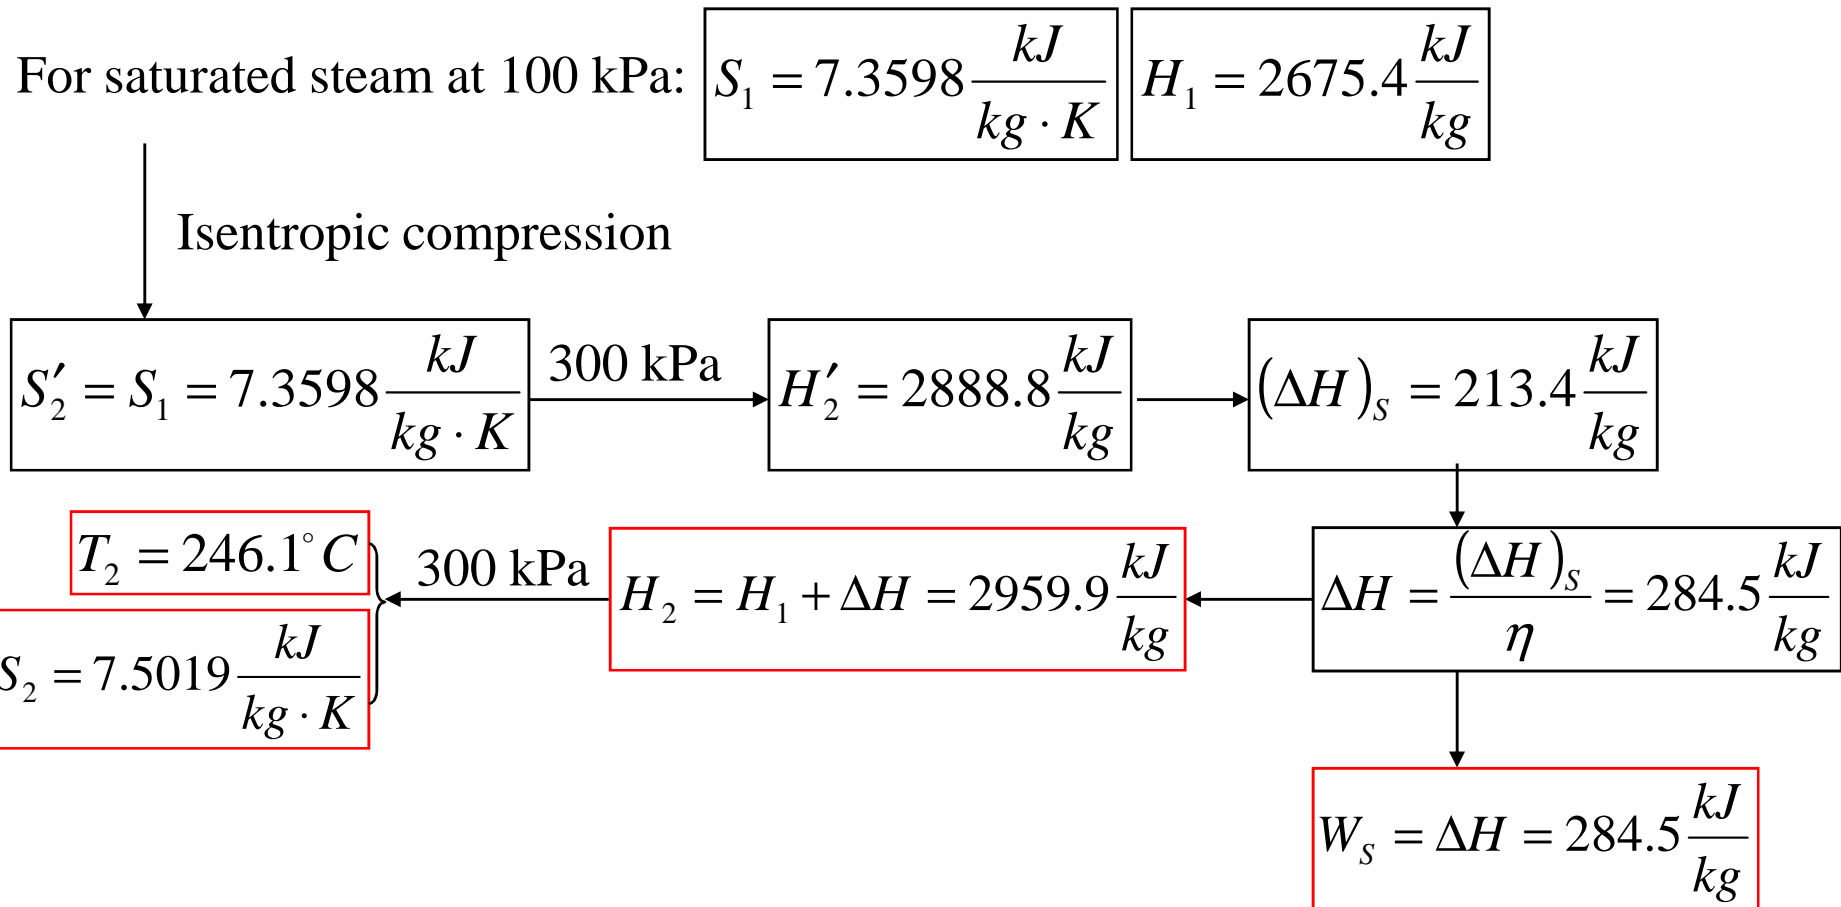 For saturated steam at 100 kPa: S₁ = 7.3598 kJ/(kg · K) H₁ = 2675.4 kJ/kg
Isentropic compression
S₂′ = S₁ = 7.3598 kJ/(kg · K) 300 kPa H₂′ = 2888.8 kJ/kg (ΔH)_S = 213.4 kJ/kg
T₂ = 246.1°C 300 kPa H₂ = H₁ + ΔH = 2959.9 kJ/kg ΔH = (ΔH)_S/η = 284.5 kJ/kg
S₂ = 7.5019 kJ/(kg · K)
W_S = ΔH = 284.5 kJ/kg